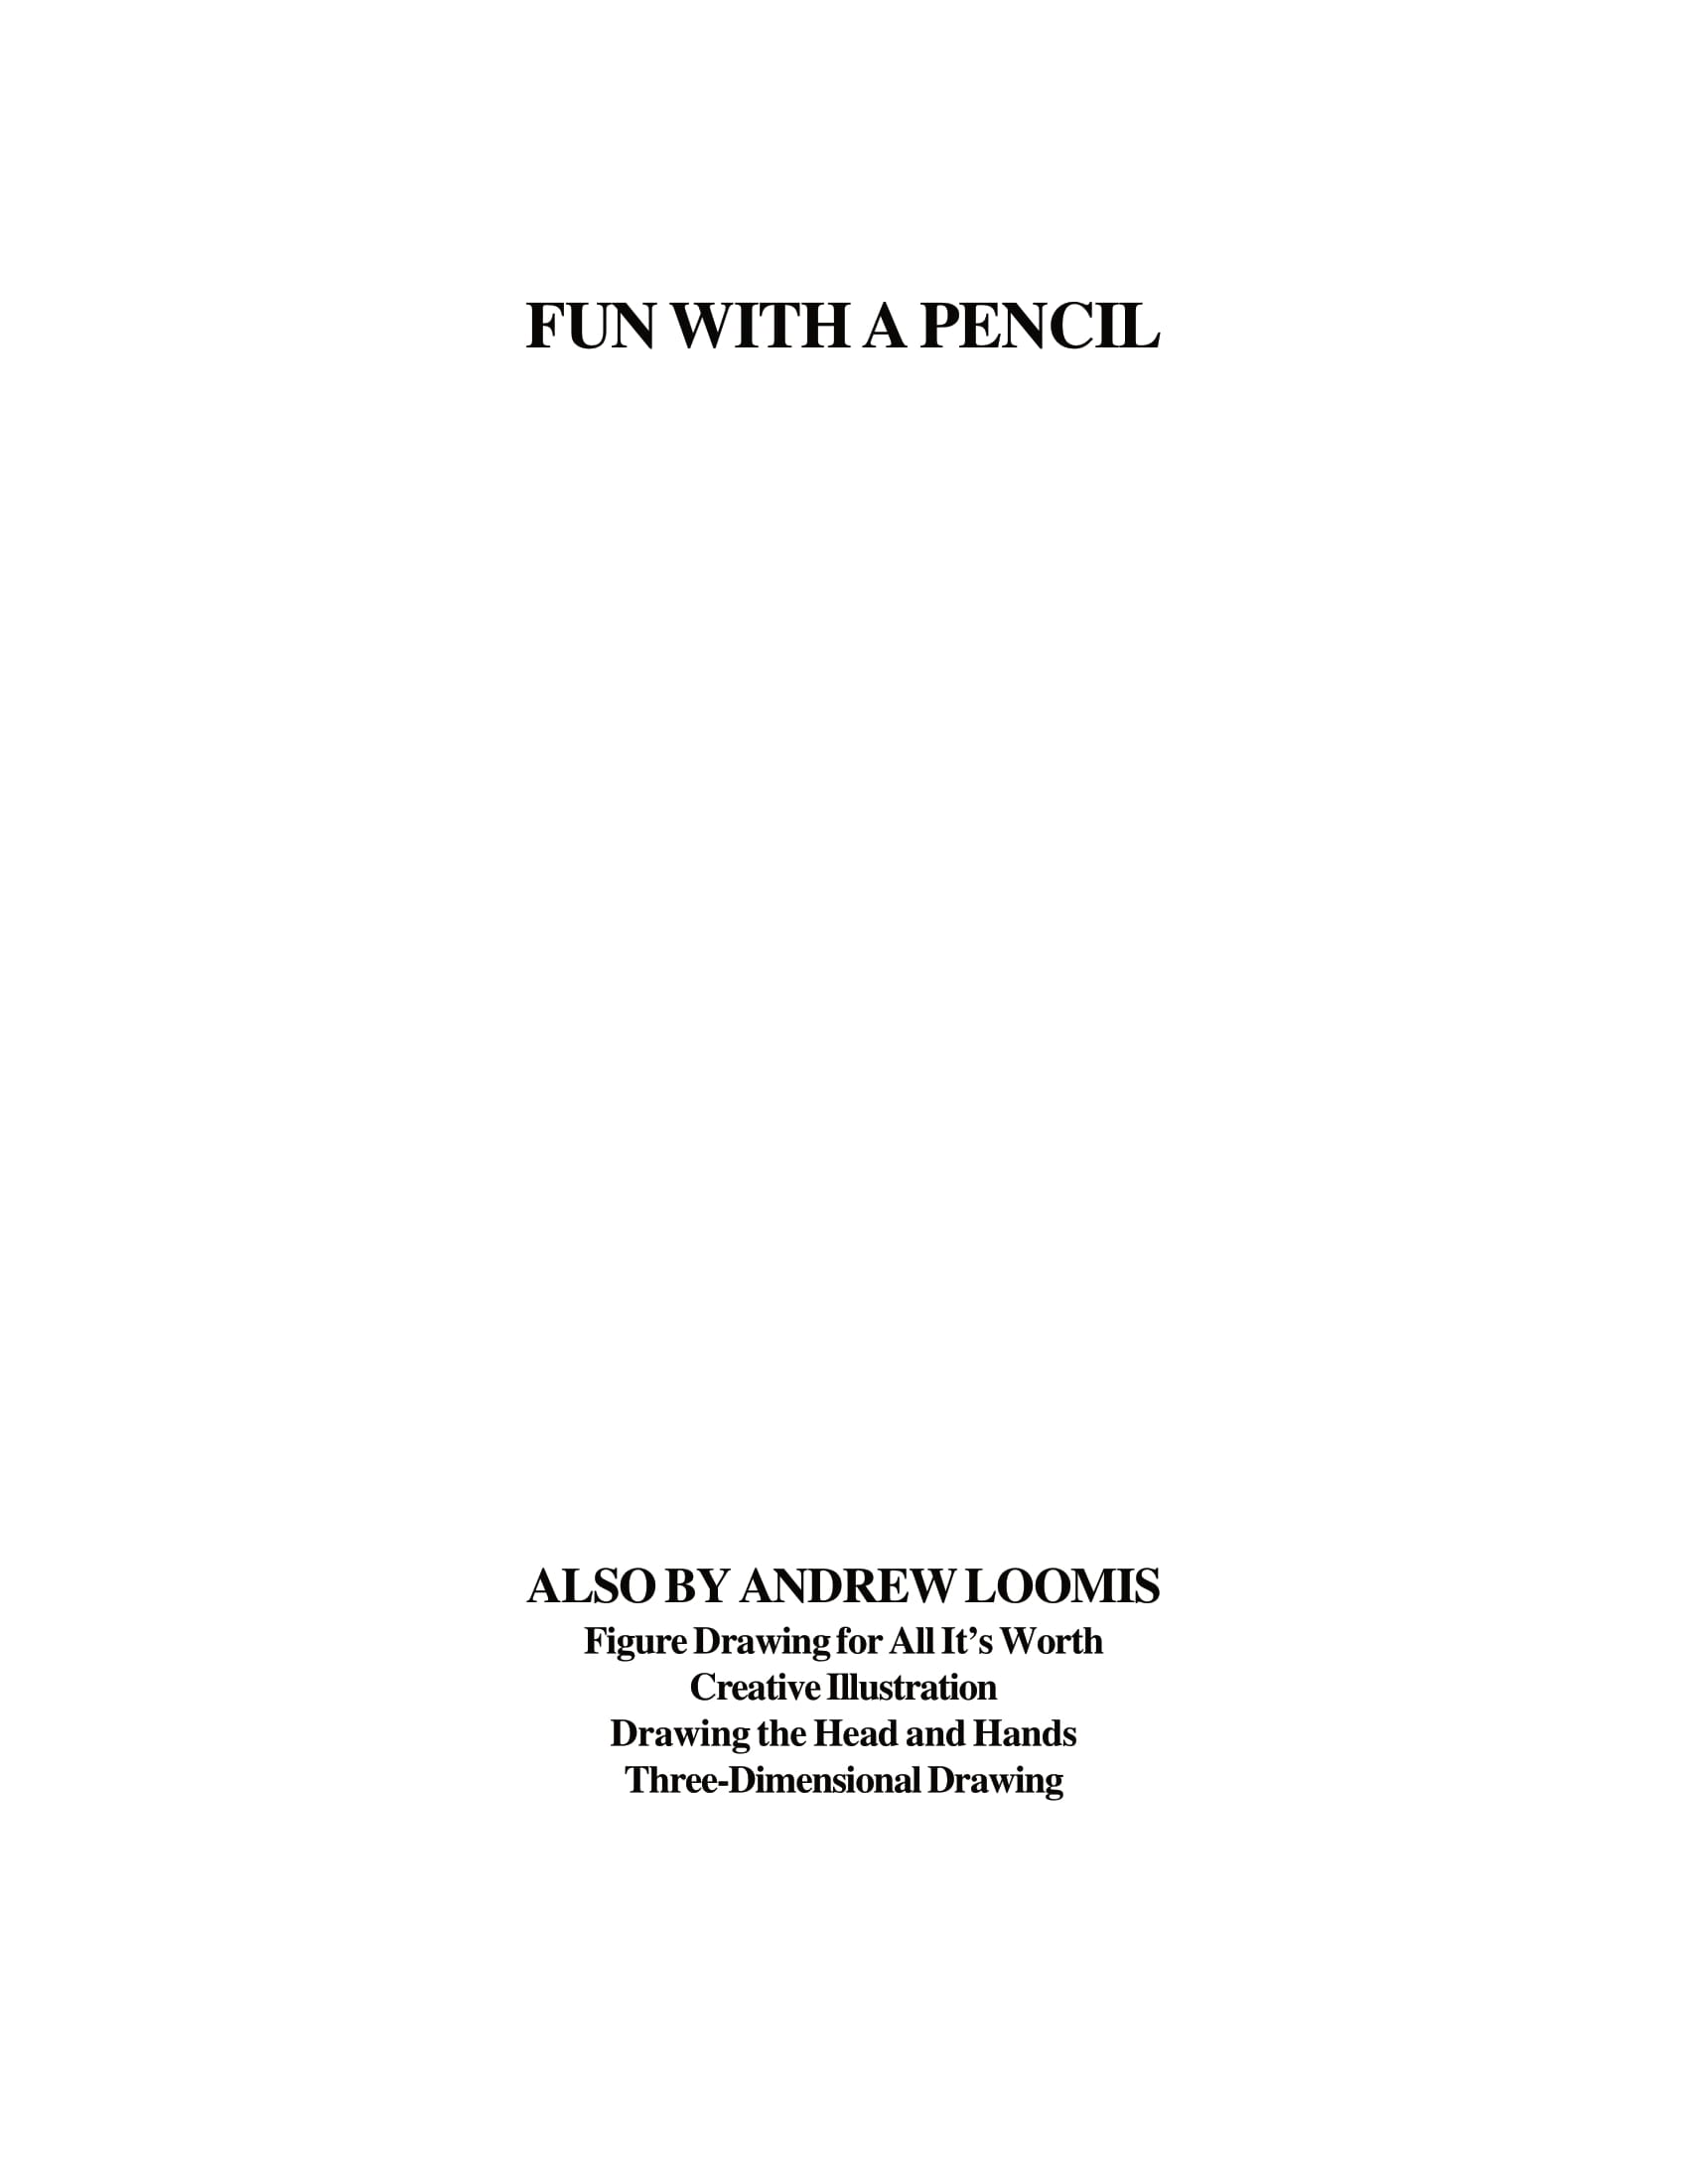 FUN WITH A PENCIL
ALSO BY ANDREW LOOMIS
Figure Drawing for All It’s Worth
Creative Illustration
Drawing the Head and Hands
Three-Dimensional Drawing